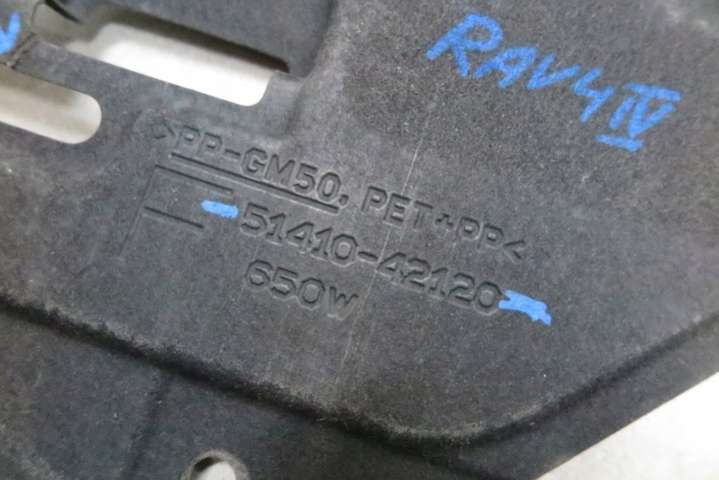 RAV4 IV
>PP-GM50. PET+PP<
51410-42120
650W